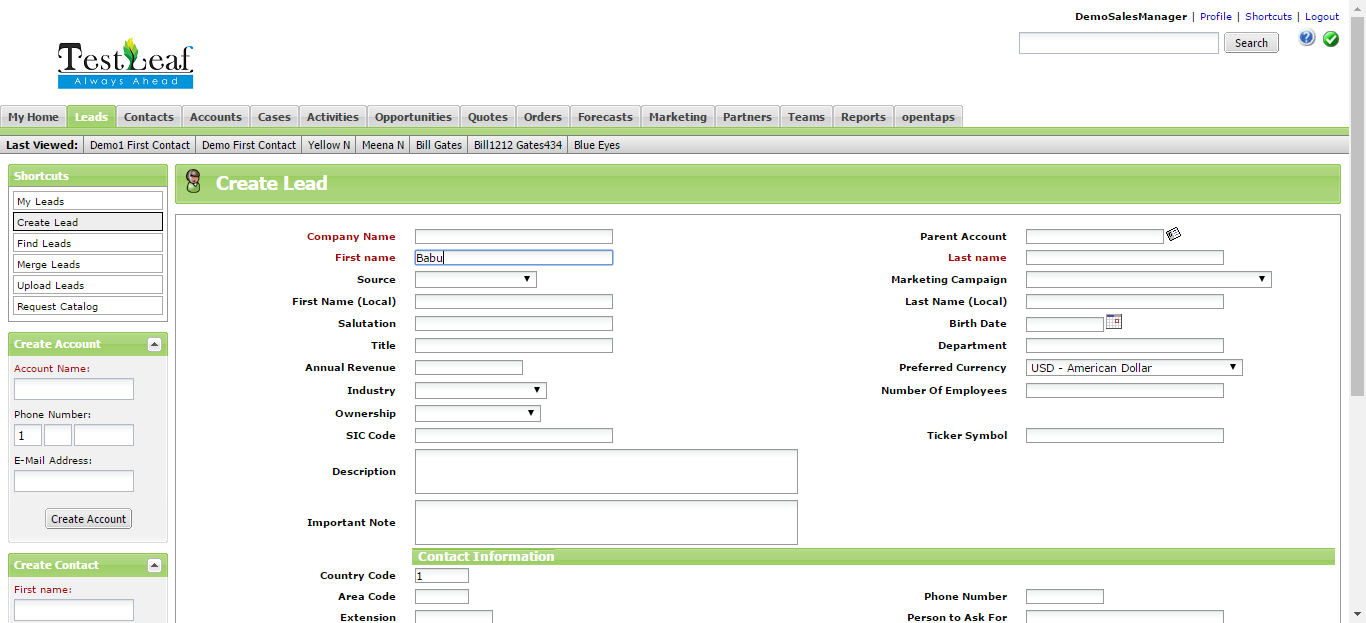 DemoSalesManager | Profile | Shortcuts | Logout
Search
TestLeaf
Always Ahead
My Home Leads Contacts Accounts Cases Activities Opportunities Quotes Orders Forecasts Marketing Partners Teams Reports opentaps
Last Viewed: Demo1 First Contact Demo First Contact Yellow N Meena N Bill Gates Bill1212 Gates434 Blue Eyes
Shortcuts
My Leads
Create Lead
Find Leads
Merge Leads
Upload Leads
Request Catalog
Create Account
Account Name:
Phone Number:
1
E-Mail Address:
Create Account
Create Contact
First name:
Create Lead
Company Name Parent Account
First name Babu Last name
Source Marketing Campaign
First Name (Local) Last Name (Local)
Salutation Birth Date
Title Department
Annual Revenue Preferred Currency USD - American Dollar
Industry Number Of Employees
Ownership
SIC Code Ticker Symbol
Description
Important Note
Contact Information
Country Code 1
Area Code Phone Number
Extension Person to Ask For